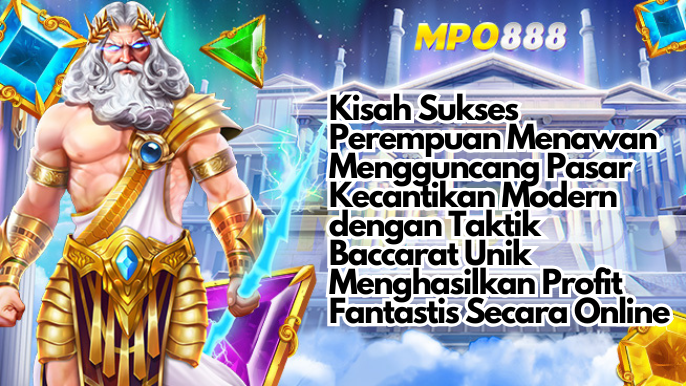 MPO888
Kisah Sukses
Perempuan Menawan
Mengguncang Pasar
Kecantikan Modern
dengan Taktik
Baccarat Unik
Menghasilkan Profit
Fantastis Secara Online